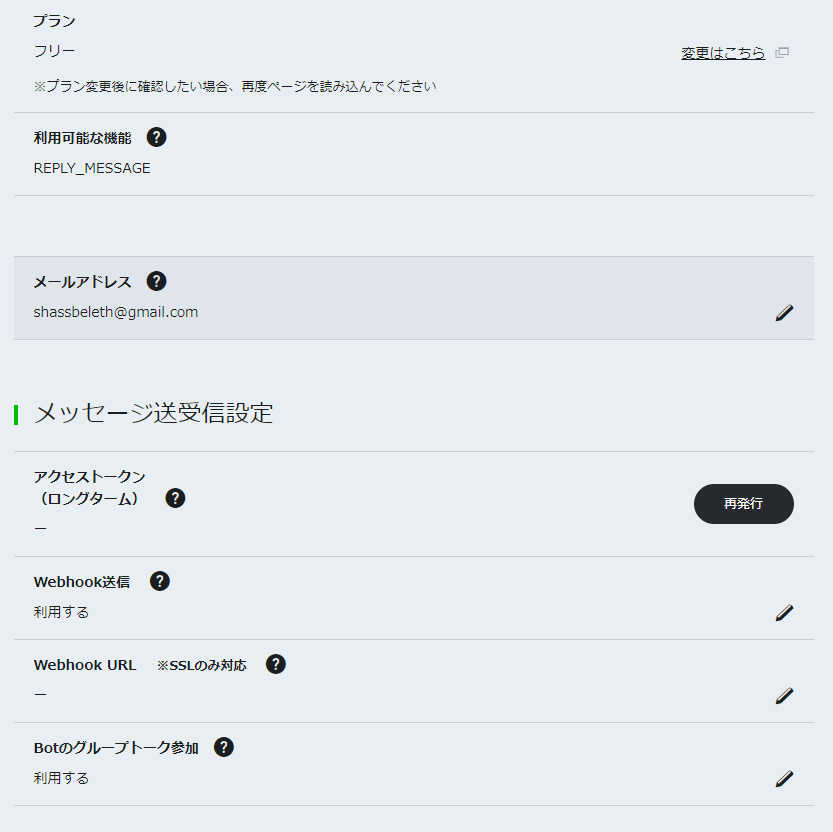 プラン
フリー
変更はこちら
※プラン変更後に確認したい場合、再度ページを読み込んでください
利用可能な機能 ?
REPLY_MESSAGE
メールアドレス ?
shassbeleth@gmail.com
メッセージ送受信設定
アクセストークン
（ロングターム） ?
再発行
—
Webhook送信 ?
利用する
Webhook URL ※SSLのみ対応 ?
—
Botのグループトーク参加 ?
利用する